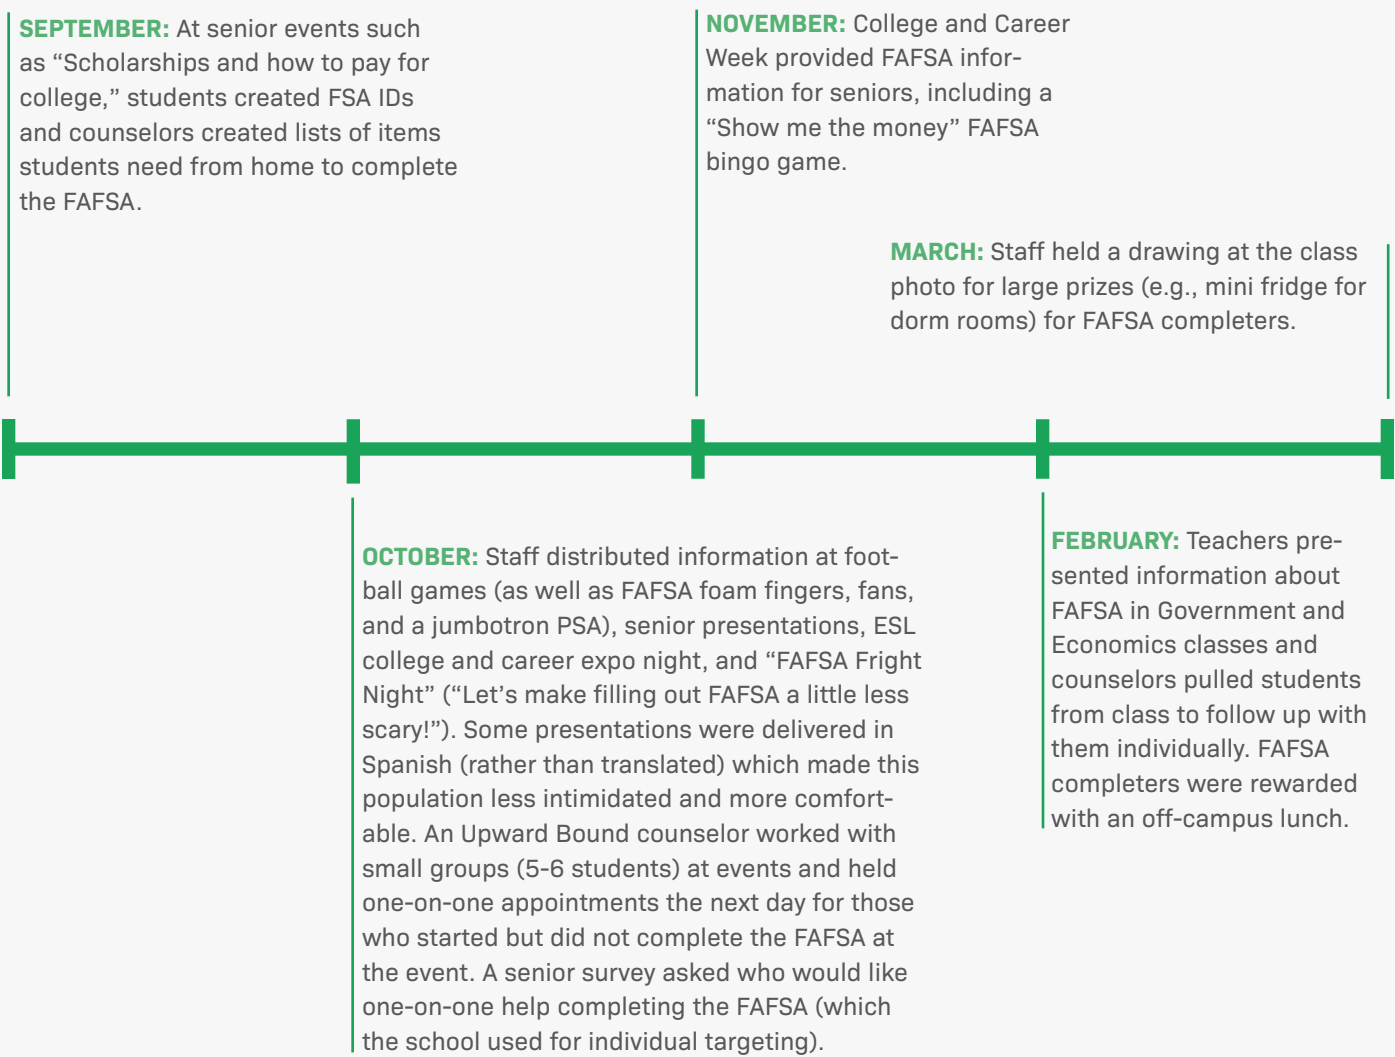 SEPTEMBER: At senior events such
as “Scholarships and how to pay for
college,” students created FSA IDs
and counselors created lists of items
students need from home to complete
the FAFSA.
NOVEMBER: College and Career
Week provided FAFSA infor-
mation for seniors, including a
“Show me the money” FAFSA
bingo game.
MARCH: Staff held a drawing at the class
photo for large prizes (e.g., mini fridge for
dorm rooms) for FAFSA completers.
OCTOBER: Staff distributed information at foot-
ball games (as well as FAFSA foam fingers, fans,
and a jumbotron PSA), senior presentations, ESL
college and career expo night, and “FAFSA Fright
Night” (“Let’s make filling out FAFSA a little less
scary!”). Some presentations were delivered in
Spanish (rather than translated) which made this
population less intimidated and more comfort-
able. An Upward Bound counselor worked with
small groups (5-6 students) at events and held
one-on-one appointments the next day for those
who started but did not complete the FAFSA at
the event. A senior survey asked who would like
one-on-one help completing the FAFSA (which
the school used for individual targeting).
FEBRUARY: Teachers pre-
sented information about
FAFSA in Government and
Economics classes and
counselors pulled students
from class to follow up with
them individually. FAFSA
completers were rewarded
with an off-campus lunch.